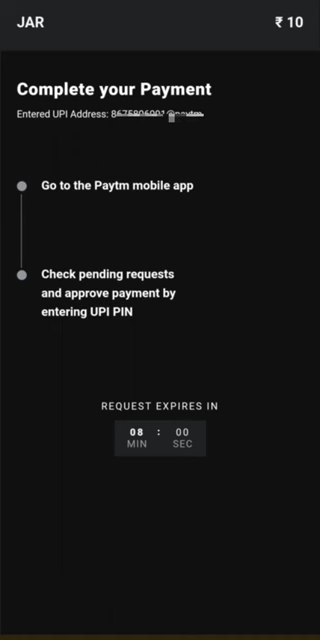 JAR
₹ 10
Complete your Payment
Entered UPI Address:
Go to the Paytm mobile app
Check pending requests
and approve payment by
entering UPI PIN
REQUEST EXPIRES IN
08 : 00
MIN SEC